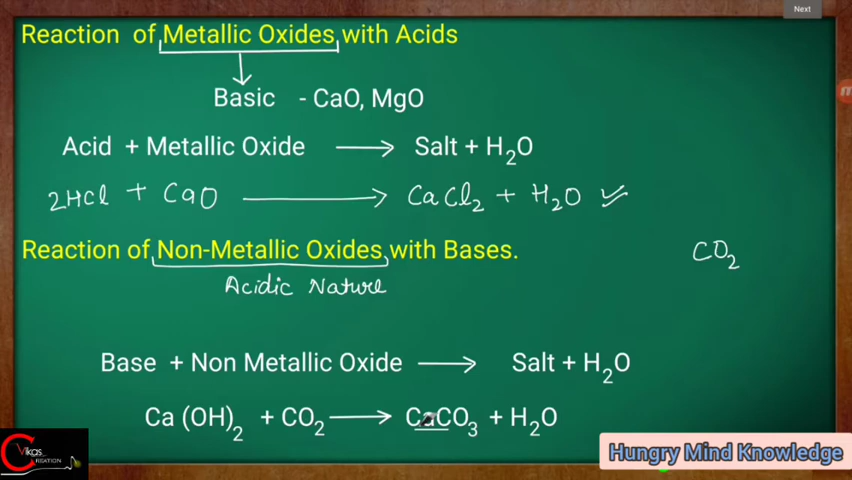 Next
Reaction of Metallic Oxides with Acids
Basic - CaO, MgO
Acid + Metallic Oxide ⟶ Salt + H₂O
2HCl + CaO ⟶ CaCl₂ + H₂O
Reaction of Non-Metallic Oxides with Bases.
CO₂
Acidic Nature
Base + Non Metallic Oxide ⟶ Salt + H₂O
Ca (OH)₂ + CO₂ ⟶ CaCO₃ + H₂O
Hungry Mind Knowledge
Vikas
CREATION